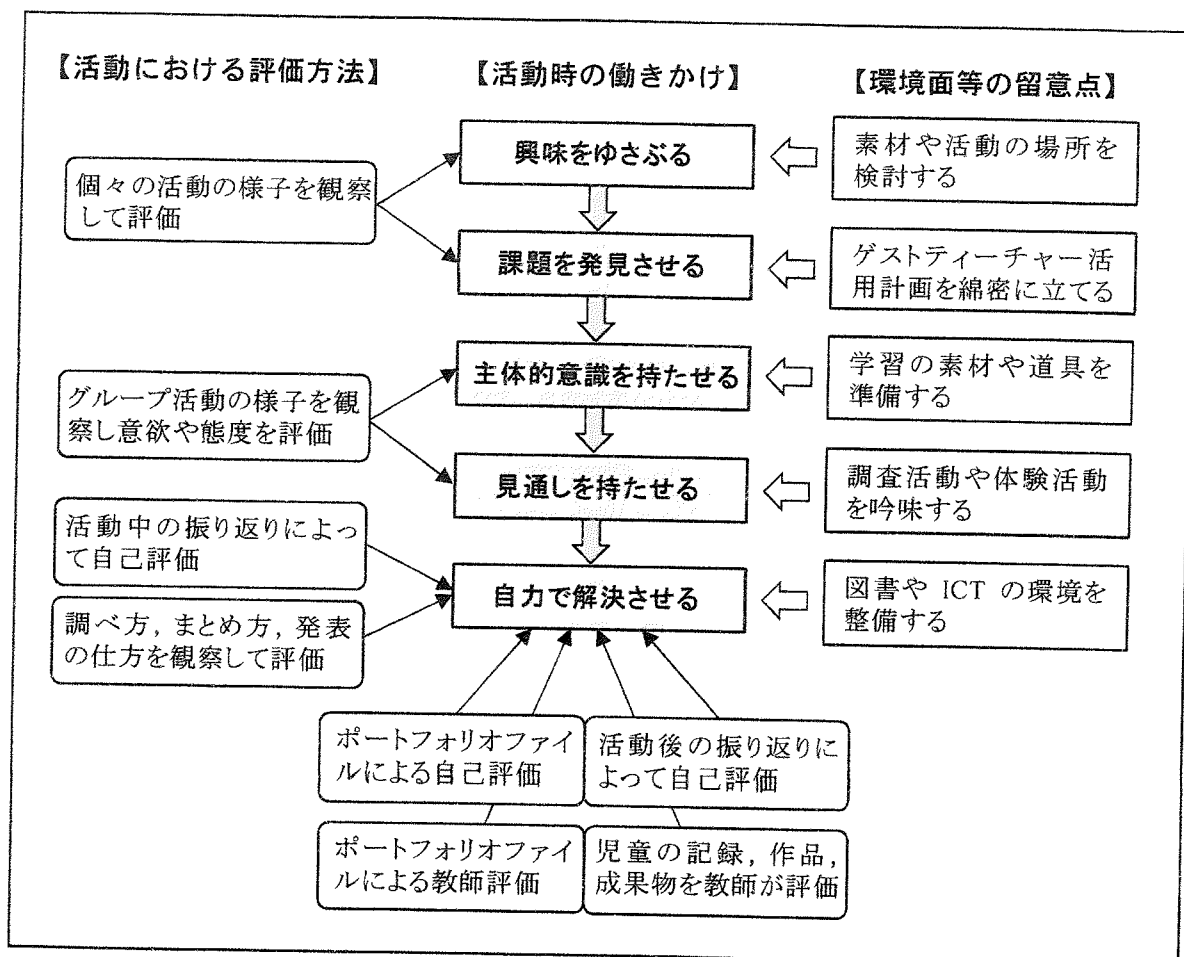 【活動における評価方法】
【活動時の働きかけ】
【環境面等の留意点】
興味をゆさぶる
素材や活動の場所を
検討する
個々の活動の様子を観察
して評価
課題を発見させる
ゲストティーチャー活
用計画を綿密に立てる
主体的意識を持たせる
学習の素材や道具を
準備する
グループ活動の様子を観
察し意欲や態度を評価
見通しを持たせる
調査活動や体験活動
を吟味する
活動中の振り返りによっ
て自己評価
自力で解決させる
図書や ICT の環境を
整備する
調べ方,まとめ方,発表
の仕方を観察して評価
ポートフォリオファイ
ルによる自己評価
活動後の振り返りに
よって自己評価
ポートフォリオファイ
ルによる教師評価
児童の記録,作品,
成果物を教師が評価